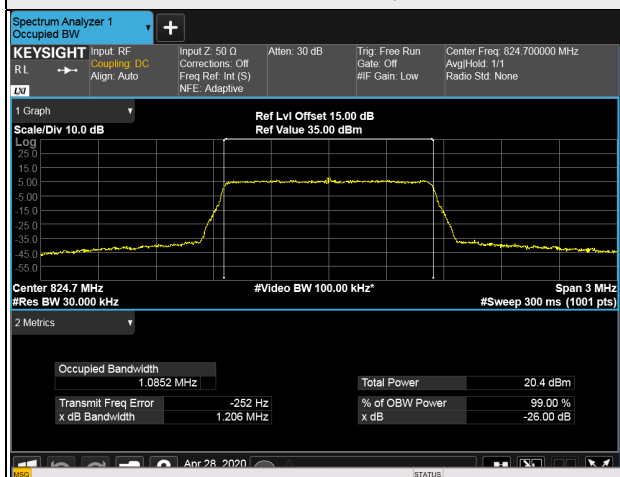 Spectrum Analyzer 1
Occupied BW
KEYSIGHT Input: RF Input Z: 50 Ω Atten: 30 dB Trig: Free Run Center Freq: 824.700000 MHz
RL Coupling: DC Corrections: Off Gate: Off Avg|Hold: 1/1
Align: Auto Freq Ref: Int (S) #IF Gain: Low Radio Std: None
LXI NFE: Adaptive
1 Graph
Ref Lvl Offset 15.00 dB
Scale/Div 10.0 dB Ref Value 35.00 dBm
Log
25.0
15.0
5.00
-5.00
-15.0
-25.0
-35.0
-45.0
-55.0
Center 824.7 MHz #Video BW 100.00 kHz* Span 3 MHz
#Res BW 30.000 kHz #Sweep 300 ms (1001 pts)
2 Metrics
Occupied Bandwidth
1.0852 MHz Total Power 20.4 dBm
Transmit Freq Error -252 Hz % of OBW Power 99.00 %
x dB Bandwidth 1.206 MHz x dB -26.00 dB
Apr 28, 2020
MSG STATUS